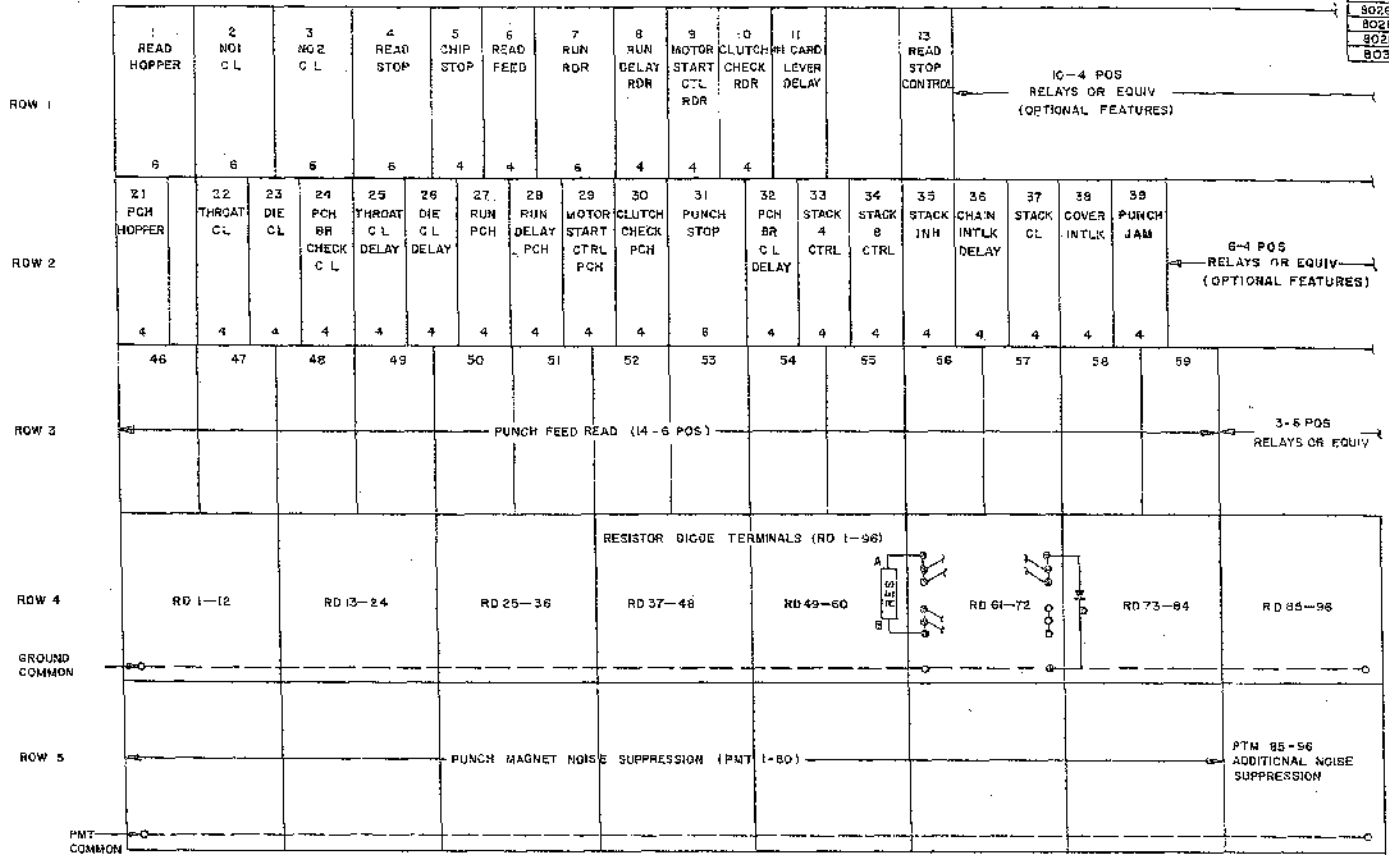 8026
802
802
803
ROW 1
1 READ HOPPER 6
2 NO1 C L 6
3 NO2 C L 6
4 READ STOP 6
5 CHIP STOP 4
6 READ FEED 4
7 RUN RDR 6
8 RUN DELAY RDR 4
9 MOTOR START CTL RDR 4
10 CLUTCH CHECK RDR 4
11 #1 CARD LEVER DELAY
13 READ STOP CONTROL
10-4 POS
RELAYS OR EQUIV
(OPTIONAL FEATURES)
ROW 2
21 PCH HOPPER 4
22 THROAT CL 4
23 DIE CL 4
24 PCH BR CHECK C L 4
25 THROAT C L DELAY 4
26 DIE C L DELAY 4
27 RUN PCH 4
28 RUN DELAY PCH 4
29 MOTOR START CTRL PCH 4
30 CLUTCH CHECK PCH 4
31 PUNCH STOP 6
32 PCH BR C L DELAY 4
33 STACK 4 CTRL 4
34 STACK 8 CTRL 4
35 STACK INH 4
36 CHAIN INTLK DELAY 4
37 STACK CL 4
38 COVER INTLK 4
39 PUNCH JAM 4
6-4 POS
RELAYS OR EQUIV
(OPTIONAL FEATURES)
ROW 3
46 47 48 49 50 51 52 53 54 55 56 57 58 59
PUNCH FEED READ (14-6 POS)
3-6 POS
RELAYS OR EQUIV
RESISTOR DIODE TERMINALS (RD 1-96)
A
RES
B
D
ROW 4
RD 1-12 RD 13-24 RD 25-36 RD 37-48 RD 49-60 RD 61-72 RD 73-84 RD 85-96
GROUND
COMMON
ROW 5
PUNCH MAGNET NOISE SUPPRESSION (PMT 1-80)
PTM 85-96
ADDITIONAL NOISE
SUPPRESSION
PMT
COMMON